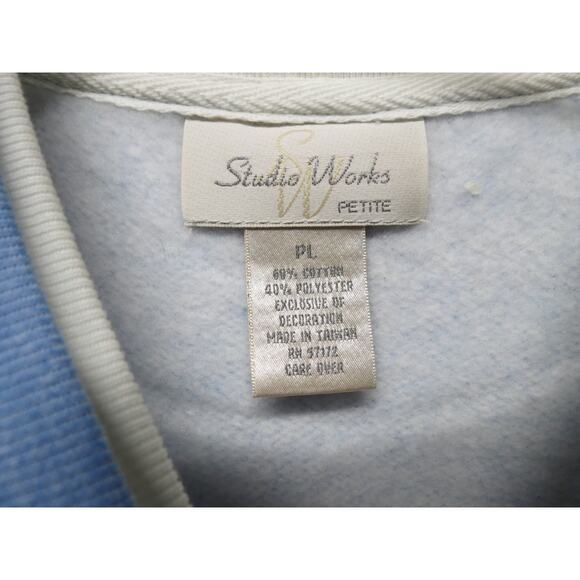 SW
Studio Works
PETITE
PL
60% COTTON
40% POLYESTER
EXCLUSIVE OF
DECORATION
MADE IN TAIWAN
RN 57172
CARE OVER